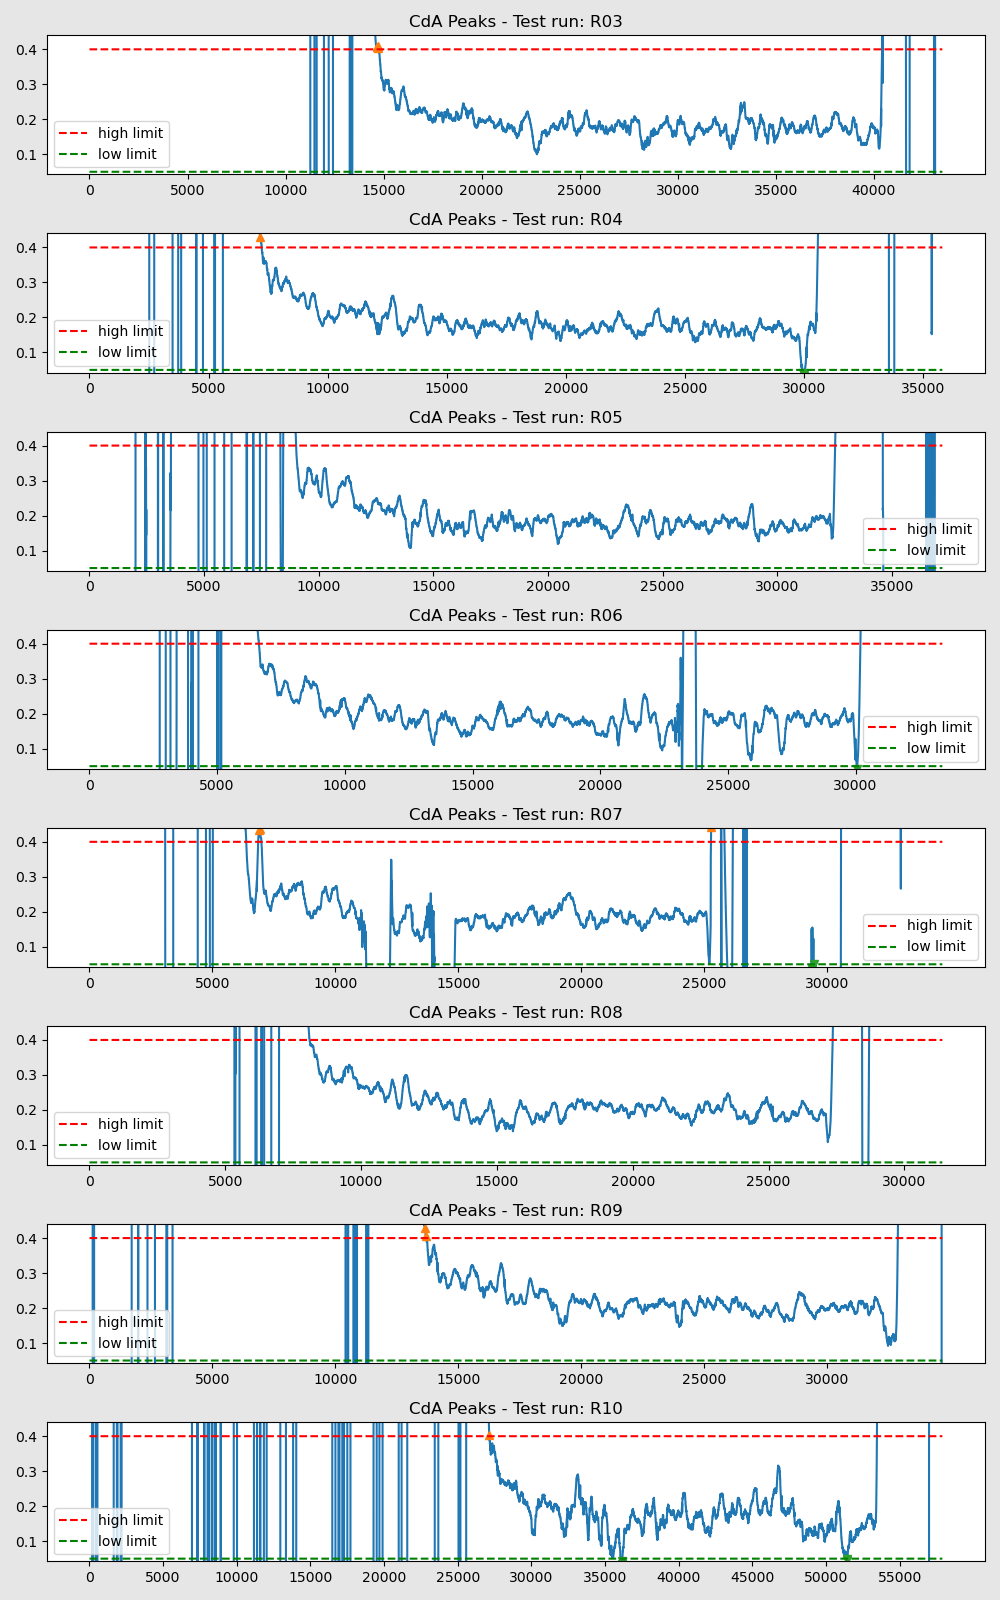 CdA Peaks - Test run: R03
0.4
0.3
0.2
0.1
high limit
low limit
0 5000 10000 15000 20000 25000 30000 35000 40000
CdA Peaks - Test run: R04
0.4
0.3
0.2
0.1
high limit
low limit
0 5000 10000 15000 20000 25000 30000 35000
CdA Peaks - Test run: R05
0.4
0.3
0.2
0.1
high limit
low limit
0 5000 10000 15000 20000 25000 30000 35000
CdA Peaks - Test run: R06
0.4
0.3
0.2
0.1
high limit
low limit
0 5000 10000 15000 20000 25000 30000
CdA Peaks - Test run: R07
0.4
0.3
0.2
0.1
high limit
low limit
0 5000 10000 15000 20000 25000 30000
CdA Peaks - Test run: R08
0.4
0.3
0.2
0.1
high limit
low limit
0 5000 10000 15000 20000 25000 30000
CdA Peaks - Test run: R09
0.4
0.3
0.2
0.1
high limit
low limit
0 5000 10000 15000 20000 25000 30000
CdA Peaks - Test run: R10
0.4
0.3
0.2
0.1
high limit
low limit
0 5000 10000 15000 20000 25000 30000 35000 40000 45000 50000 55000